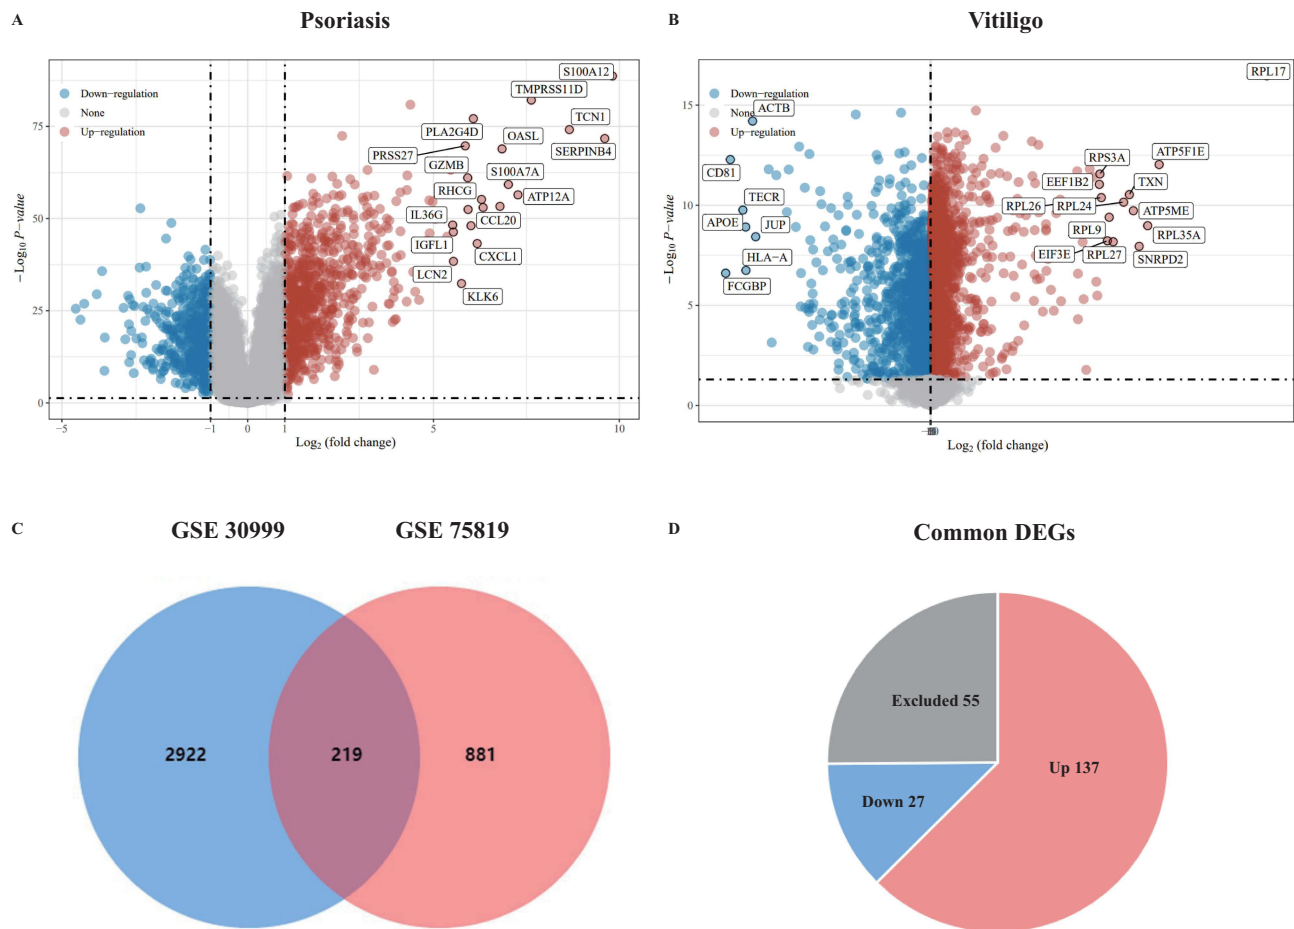 A
Psoriasis
Down-regulation
None
Up-regulation
S100A12
TMPRSS11D
TCN1
PLA2G4D
OASL
SERPINB4
PRSS27
GZMB
S100A7A
RHCG
ATP12A
IL36G
CCL20
IGFL1
CXCL1
LCN2
KLK6
-Log10 P-value
75
50
25
0
-5
-1
0
1
5
10
Log2 (fold change)
B
Vitiligo
Down-regulation
None
Up-regulation
RPL17
ACTB
CD81
TECR
APOE
JUP
HLA-A
FCGBP
RPS3A
ATP5F1E
EEF1B2
TXN
RPL26
RPL24
ATP5ME
RPL9
RPL35A
EIF3E
RPL27
SNRPD2
-Log10 P-value
15
10
5
0
Log2 (fold change)
C
GSE 30999
GSE 75819
2922
219
881
D
Common DEGs
Excluded 55
Up 137
Down 27